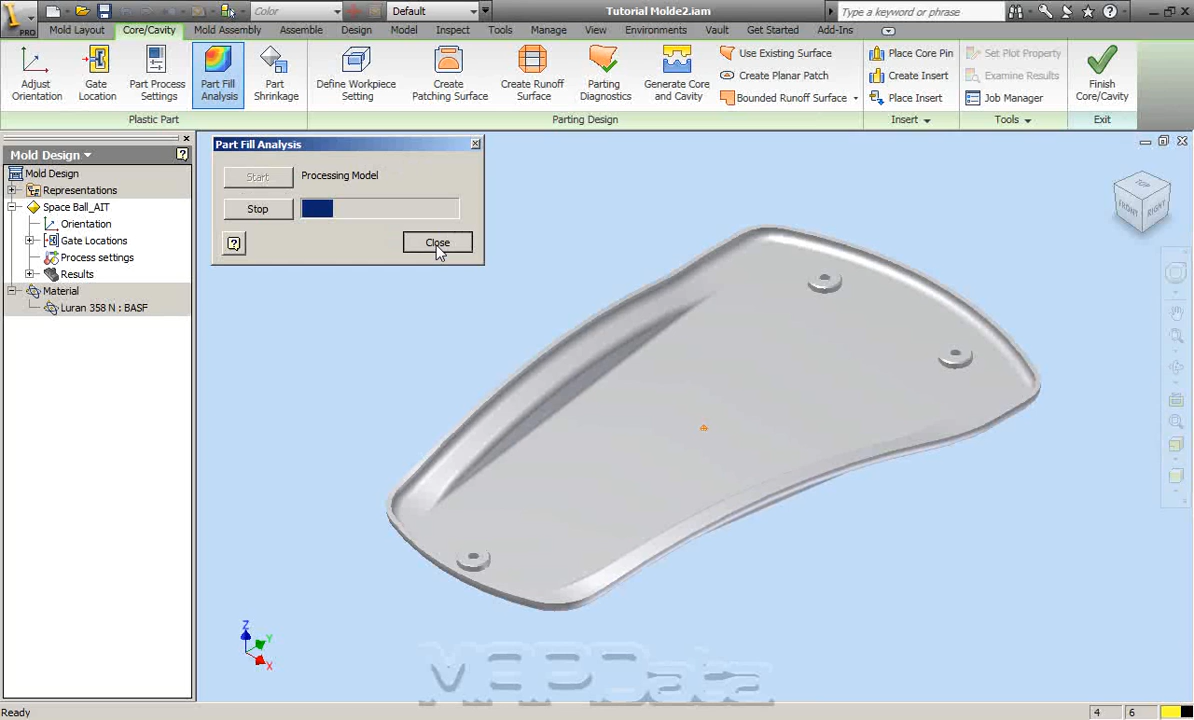 PRO
Color
Default
Tutorial Molde2.iam
Type a keyword or phrase
Mold Layout
Core/Cavity
Mold Assembly
Assemble
Design
Model
Inspect
Tools
Manage
View
Environments
Vault
Get Started
Add-Ins
Adjust Orientation
Gate Location
Part Process Settings
Part Fill Analysis
Part Shrinkage
Define Workpiece Setting
Create Patching Surface
Create Runoff Surface
Parting Diagnostics
Generate Core and Cavity
Use Existing Surface
Create Planar Patch
Bounded Runoff Surface
Place Core Pin
Create Insert
Place Insert
Set Plot Property
Examine Results
Job Manager
Finish Core/Cavity
Plastic Part
Parting Design
Insert
Tools
Exit
Mold Design
Mold Design
Representations
Space Ball_AIT
Orientation
Gate Locations
Process settings
Results
Material
Luran 358 N : BASF
Part Fill Analysis
Start
Processing Model
Stop
Close
TOP
FRONT
RIGHT
Z
Y
X
Ready
4
6